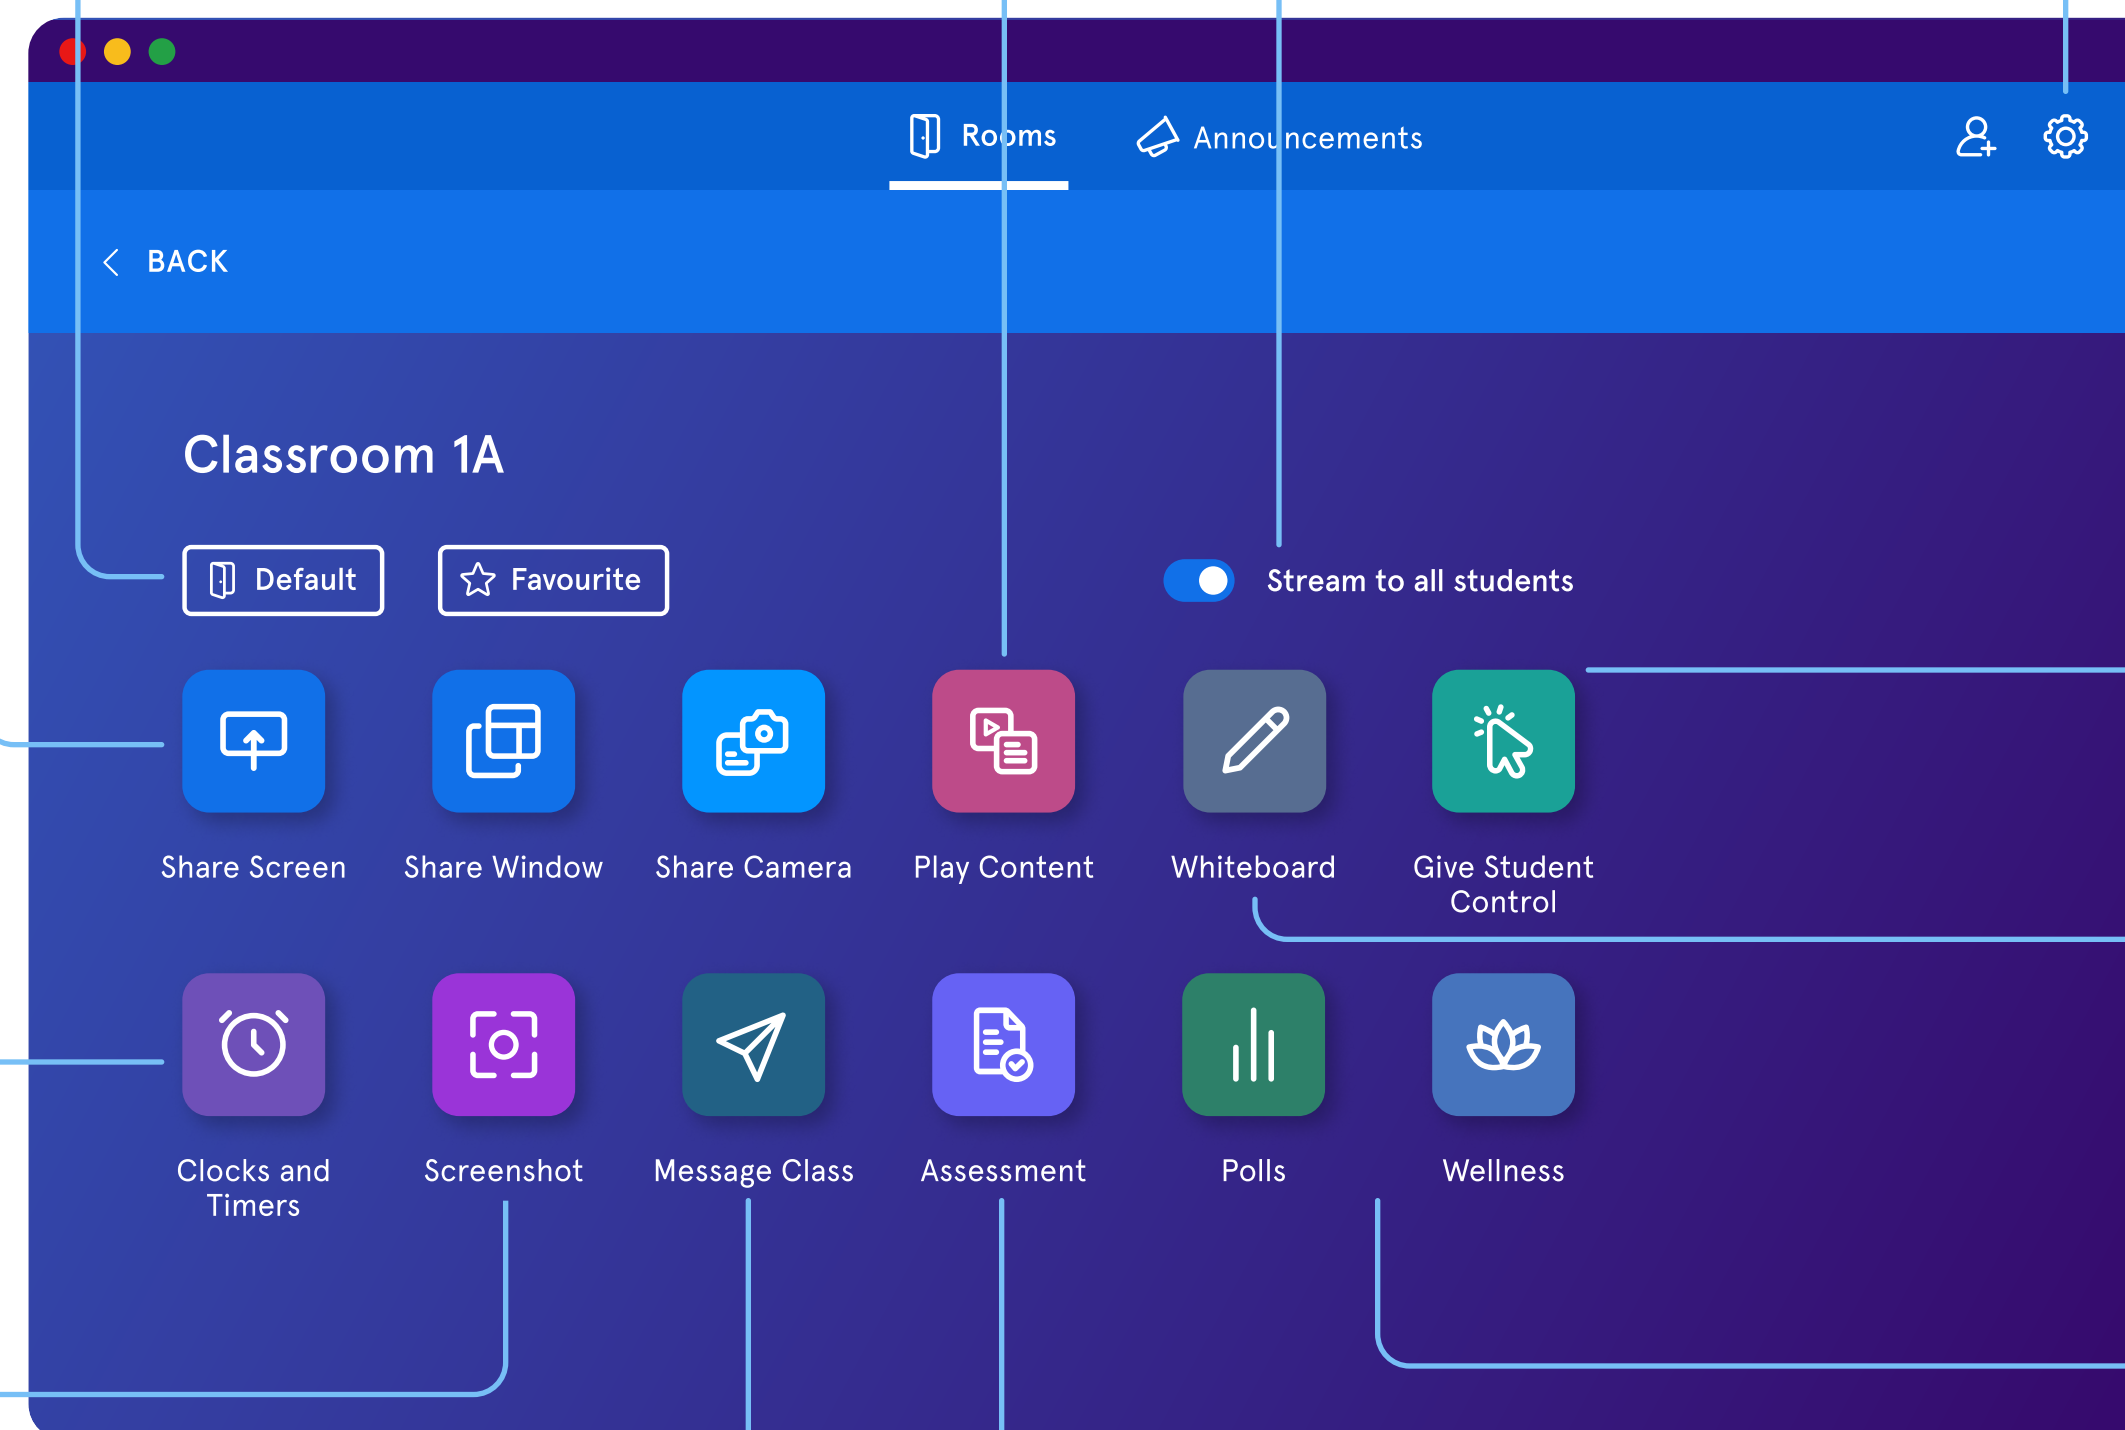 Rooms
Announcements
BACK
Classroom 1A
Default
Favourite
Stream to all students
Share Screen
Share Window
Share Camera
Play Content
Whiteboard
Give Student
Control
Clocks and
Timers
Screenshot
Message Class
Assessment
Polls
Wellness